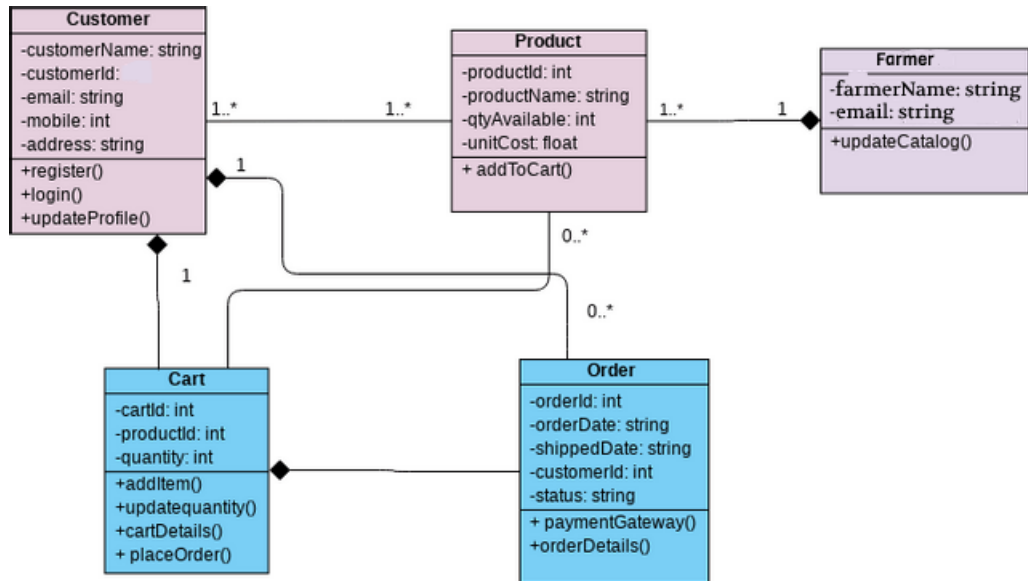 Customer
-customerName: string
-customerId:
-email: string
-mobile: int
-address: string
+register()
+login()
+updateProfile()
1..*
1..*
Product
-productId: int
-productName: string
-qtyAvailable: int
-unitCost: float
+ addToCart()
1..*
1
Farmer
-farmerName: string
-email: string
+updateCatalog()
1
1
0..*
0..*
Cart
-cartId: int
-productId: int
-quantity: int
+addItem()
+updatequantity()
+cartDetails()
+ placeOrder()
Order
-orderId: int
-orderDate: string
-shippedDate: string
-customerId: int
-status: string
+ paymentGateway()
+orderDetails()